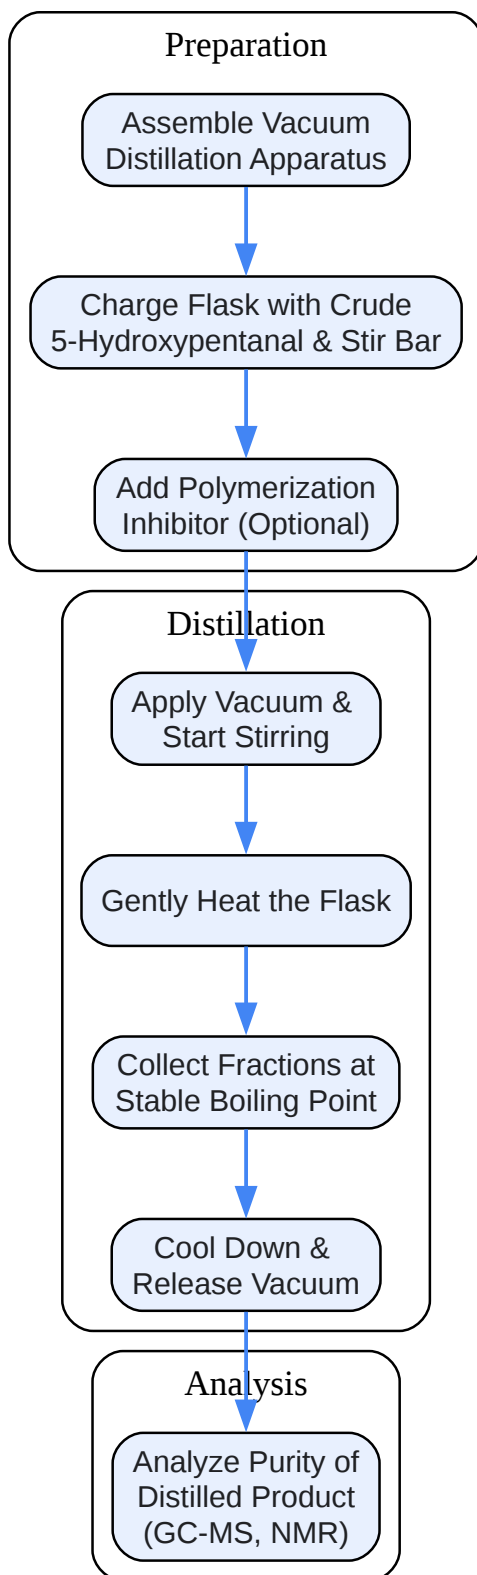 Preparation
Assemble Vacuum
Distillation Apparatus
Charge Flask with Crude
5-Hydroxypentanal & Stir Bar
Add Polymerization
Inhibitor (Optional)
Distillation
Apply Vacuum &
Start Stirring
Gently Heat the Flask
Collect Fractions at
Stable Boiling Point
Cool Down &
Release Vacuum
Analysis
Analyze Purity of
Distilled Product
(GC-MS, NMR)